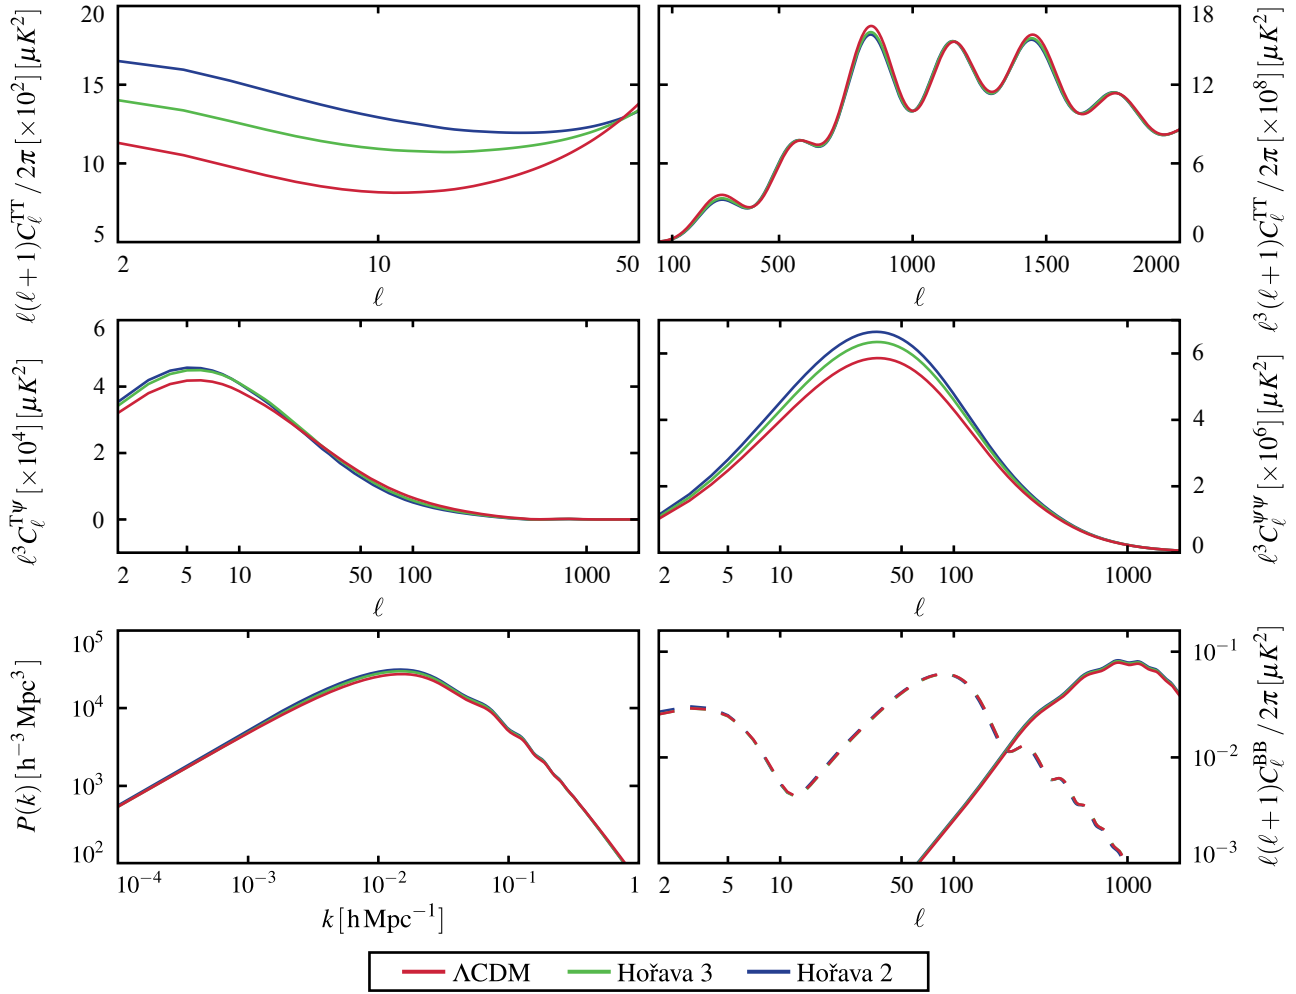 ℓ(ℓ+1)C_ℓ^TT / 2π [×10²] [μK²]
20
15
10
5
2 10 50
ℓ
18
12
6
0
100 500 1000 1500 2000
ℓ
ℓ³(ℓ+1)C_ℓ^TT / 2π [×10⁸] [μK²]
ℓ³C_ℓ^Tψ [×10⁴] [μK²]
6
4
2
0
2 5 10 50 100 1000
ℓ
6
4
2
0
2 5 10 50 100 1000
ℓ
ℓ³C_ℓ^ψψ [×10⁶] [μK²]
P(k) [h⁻³ Mpc³]
10⁵
10⁴
10³
10²
10⁻⁴ 10⁻³ 10⁻² 10⁻¹ 1
k [h Mpc⁻¹]
10⁻¹
10⁻²
10⁻³
2 5 10 50 100 1000
ℓ
ℓ(ℓ+1)C_ℓ^BB / 2π [μK²]
ΛCDM Hořava 3 Hořava 2